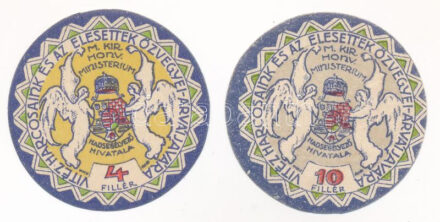 VITÉZ HARCOSAINK ÉS AZ ELESETTEK ÖZVEGYEI ÁRVÁI JAVÁRA
M. KIR.
HONV.
MINISTERIUM
HADSEGÉLYEZŐ
HIVATALA
4
FILLÉR
VITÉZ HARCOSAINK ÉS AZ ELESETTEK ÖZVEGYEI ÁRVÁI JAVÁRA
M. KIR.
HONV.
MINISTERIUM
HADSEGÉLYEZŐ
HIVATALA
10
FILLÉR